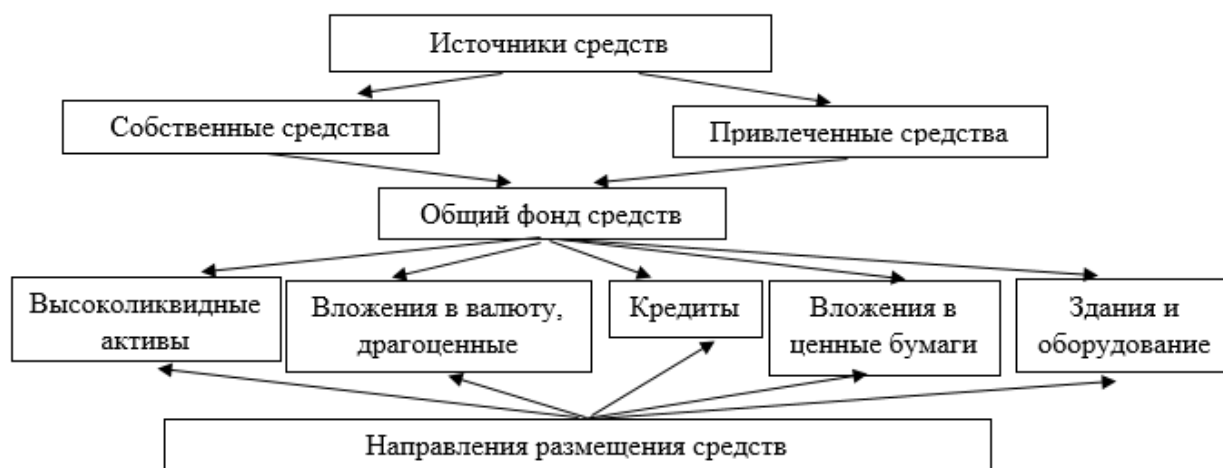 Источники средств
Собственные средства
Привлеченные средства
Общий фонд средств
Высоколиквидные
активы
Вложения в валюту,
драгоценные
Кредиты
Вложения в
ценные бумаги
Здания и
оборудование
Направления размещения средств